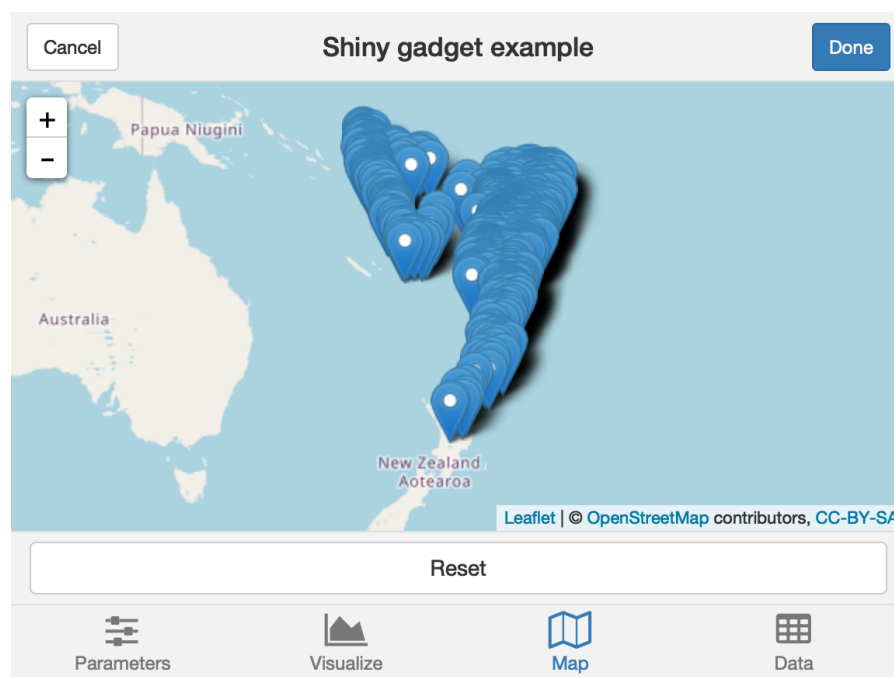 Cancel
Shiny gadget example
Done
+
−
Papua Niugini
Australia
New Zealand
Aotearoa
Leaflet | © OpenStreetMap contributors, CC-BY-SA
Reset
Parameters
Visualize
Map
Data